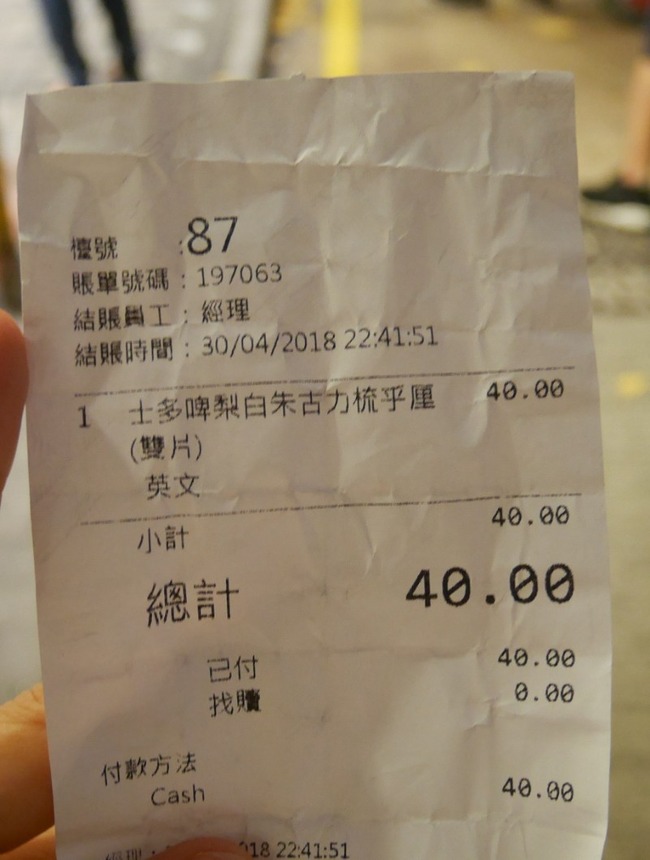 檯號 :87
賬單號碼 : 197063
結賬員工 : 經理
結賬時間 : 30/04/2018 22:41:51
1 士多啤梨白朱古力梳乎厘 40.00
(雙片)
英文
小計 40.00
總計 40.00
已付 40.00
找贖 0.00
付款方法
Cash 40.00
經理 : 18 22:41:51